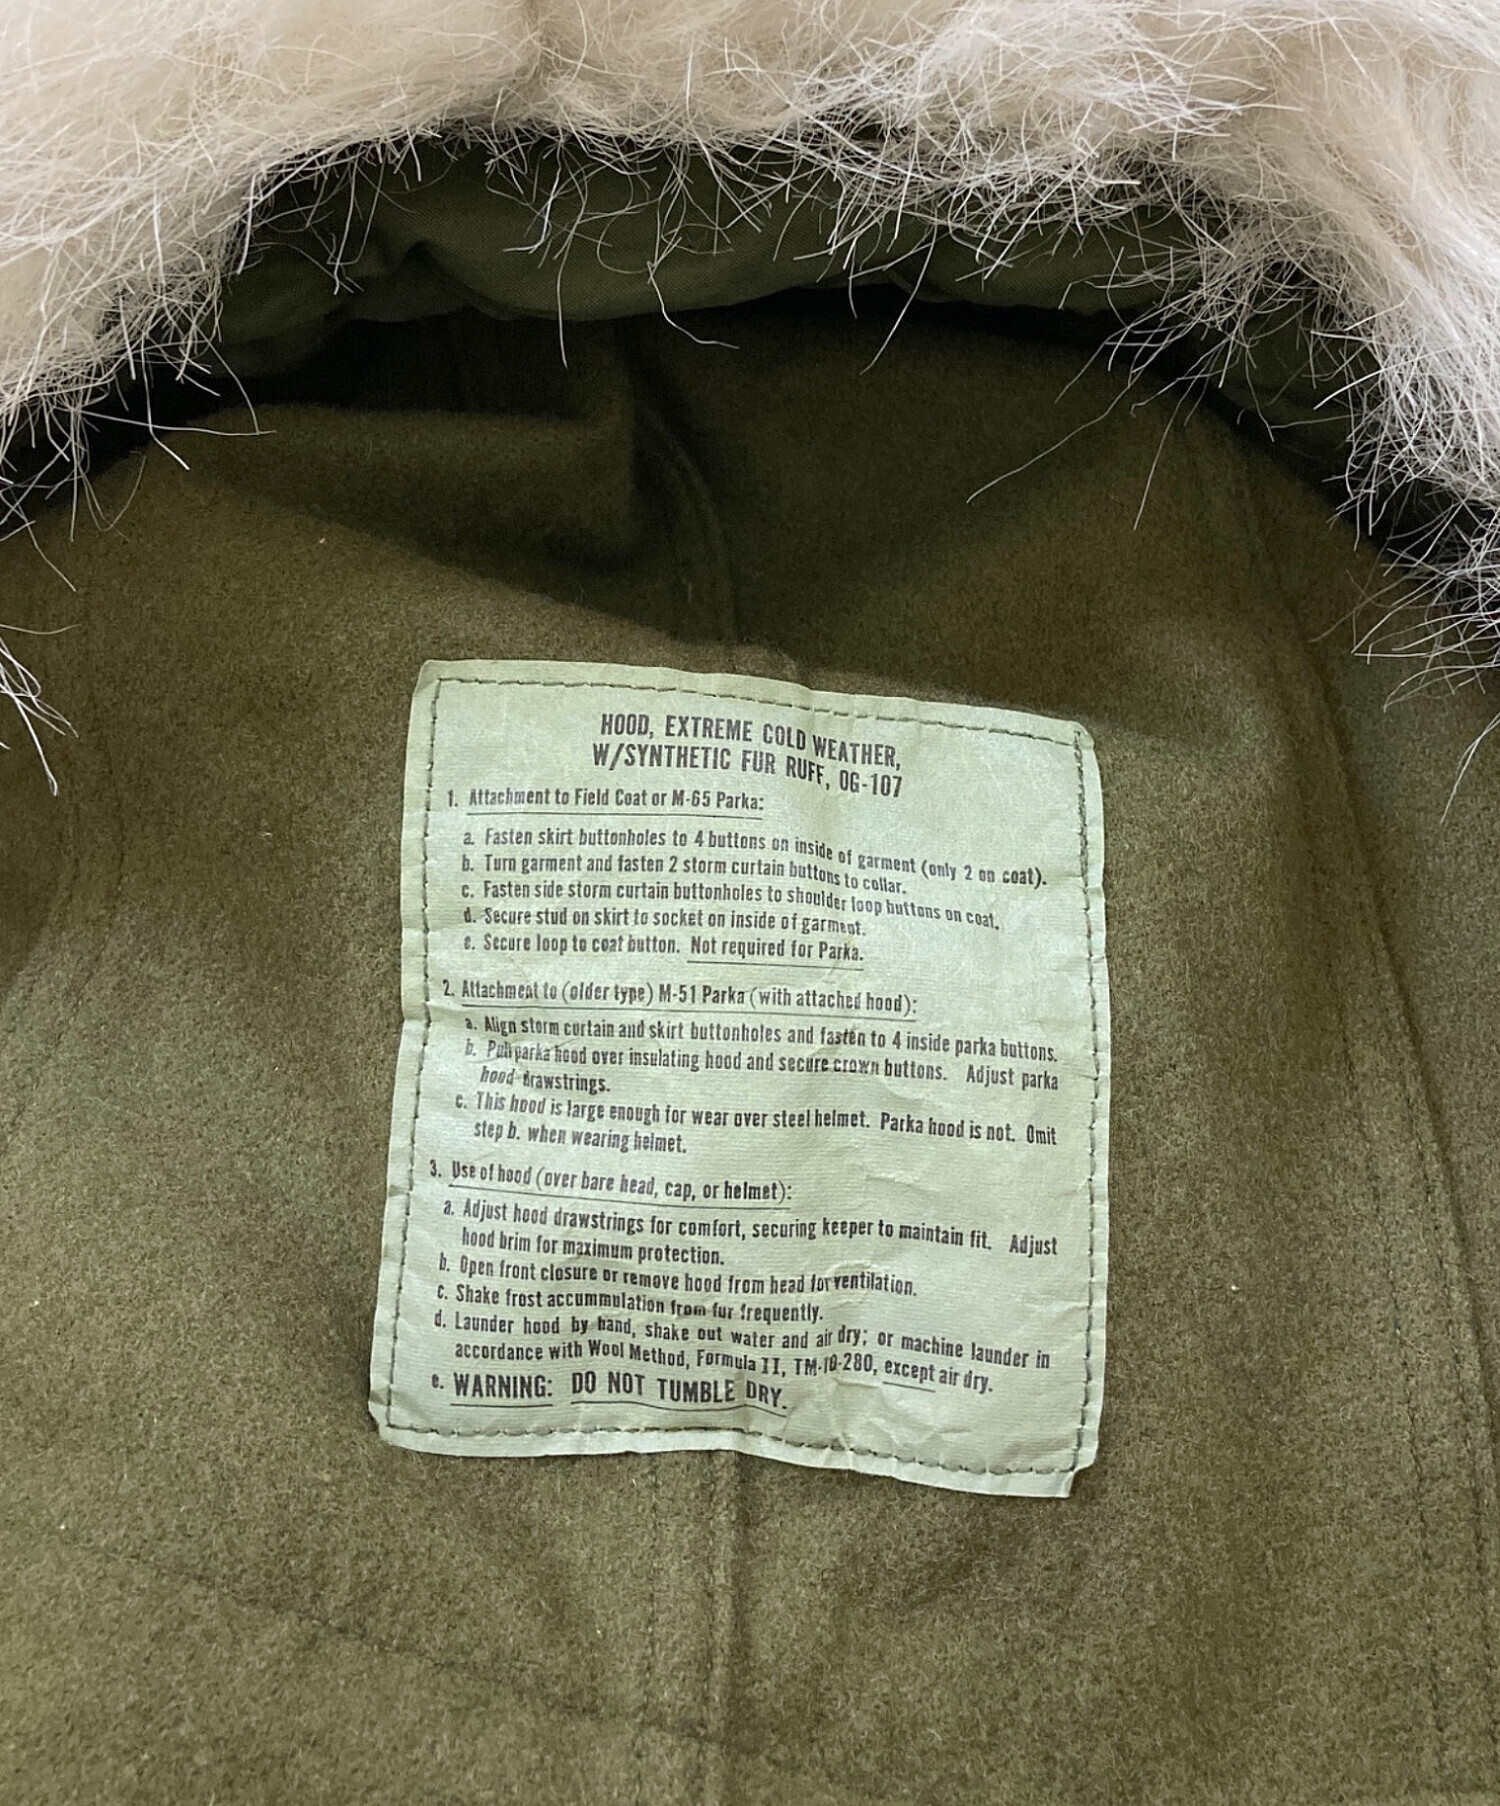 HOOD, EXTREME COLD WEATHER,
W/SYNTHETIC FUR RUFF, OG-107
1. Attachment to Field Coat or M-65 Parka:
a. Fasten skirt buttonholes to 4 buttons on inside of garment (only 2 on coat).
b. Turn garment and fasten 2 storm curtain buttons to collar.
c. Fasten side storm curtain buttonholes to shoulder loop buttons on coat.
d. Secure stud on skirt to socket on inside of garment.
e. Secure loop to coat button. Not required for Parka.
2. Attachment to (older type) M-51 Parka (with attached hood):
a. Align storm curtain and skirt buttonholes and fasten to 4 inside parka buttons.
b. Pull parka hood over insulating hood and secure crown buttons. Adjust parka
hood drawstrings.
c. This hood is large enough for wear over steel helmet. Parka hood is not. Omit
step b. when wearing helmet.
3. Use of hood (over bare head, cap, or helmet):
a. Adjust hood drawstrings for comfort, securing keeper to maintain fit. Adjust
hood brim for maximum protection.
b. Open front closure or remove hood from head for ventilation.
c. Shake frost accummulation from fur frequently.
d. Launder hood by hand, shake out water and air dry; or machine launder in
accordance with Wool Method, Formula II, TM-10-280, except air dry.
e. WARNING: DO NOT TUMBLE DRY.